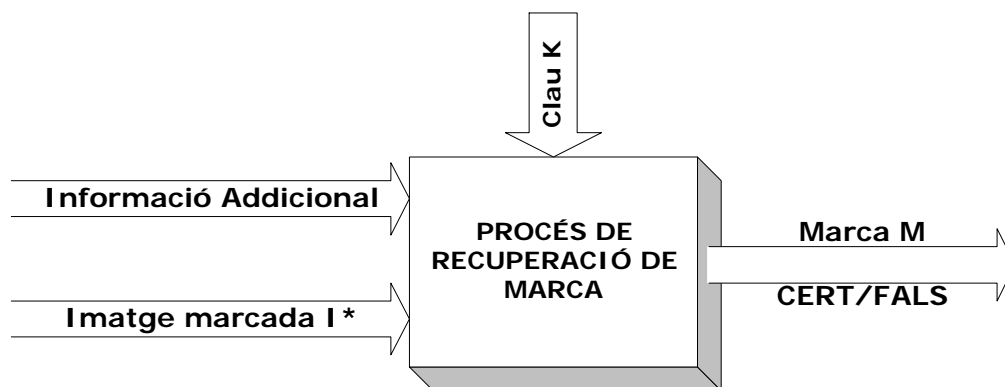 Clau K
Informació Addicional
PROCÉS DE
RECUPERACIÓ DE
MARCA
Marca M
CERT/FALS
Imatge marcada I*